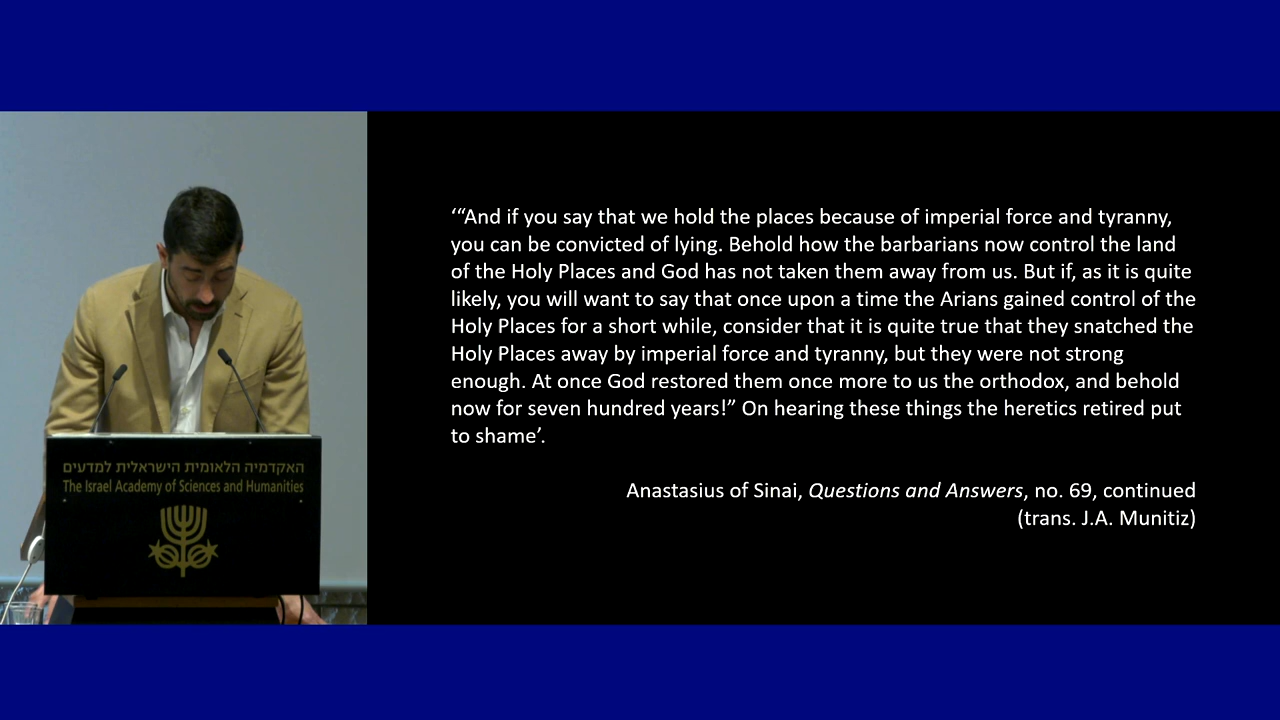 האקדמיה הלאומית הישראלית למדעים
The Israel Academy of Sciences and Humanities
‘“And if you say that we hold the places because of imperial force and tyranny,
you can be convicted of lying. Behold how the barbarians now control the land
of the Holy Places and God has not taken them away from us. But if, as it is quite
likely, you will want to say that once upon a time the Arians gained control of the
Holy Places for a short while, consider that it is quite true that they snatched the
Holy Places away by imperial force and tyranny, but they were not strong
enough. At once God restored them once more to us the orthodox, and behold
now for seven hundred years!” On hearing these things the heretics retired put
to shame’.
Anastasius of Sinai, Questions and Answers, no. 69, continued
(trans. J.A. Munitiz)